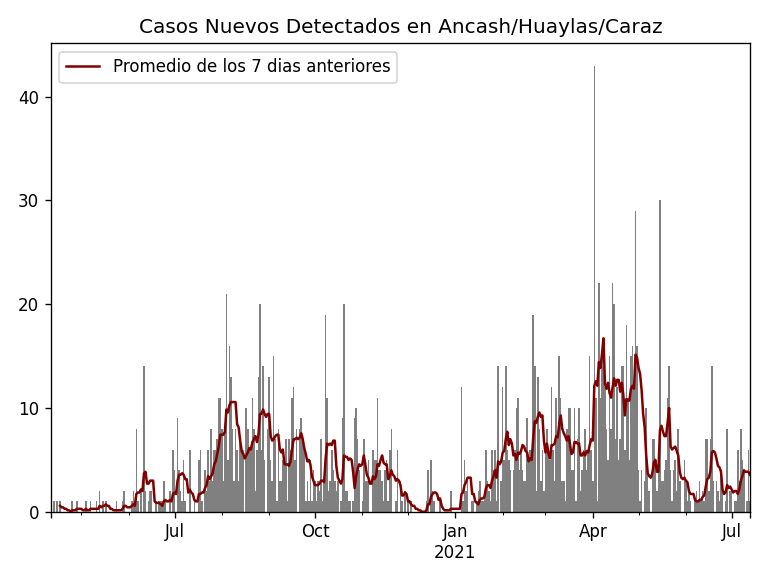 Casos Nuevos Detectados en Ancash/Huaylas/Caraz
Promedio de los 7 dias anteriores
40
30
20
10
0
Jul Oct Jan Apr Jul
2021